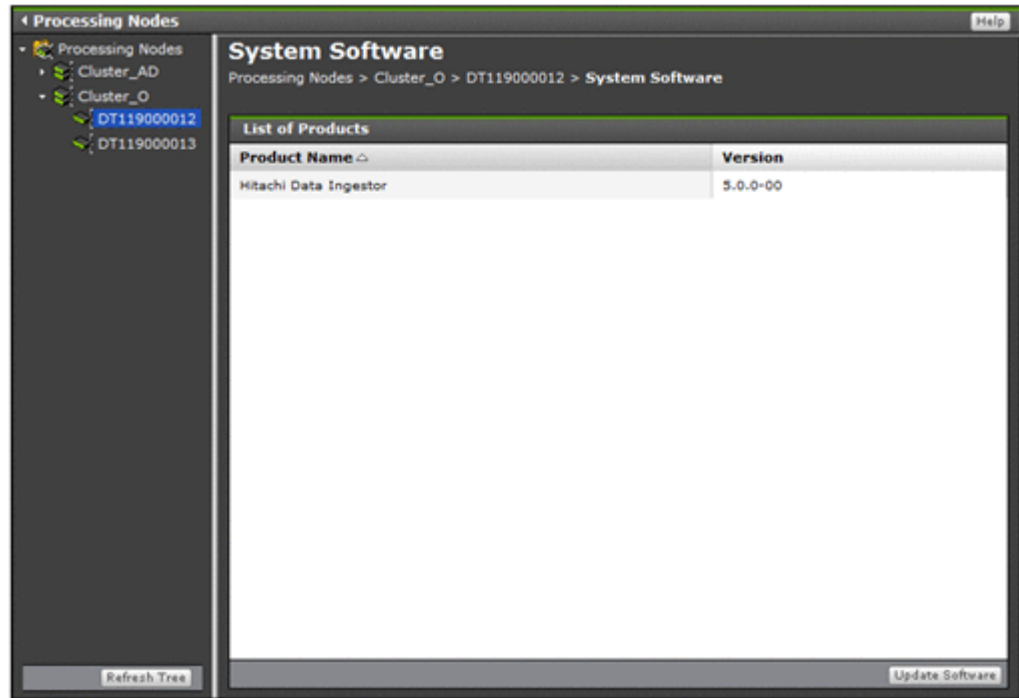 Processing Nodes
Help
Processing Nodes
Cluster_AD
Cluster_O
DT119000012
DT119000013
Refresh Tree
System Software
Processing Nodes > Cluster_O > DT119000012 > System Software
List of Products
Product Name Version
Hitachi Data Ingestor 5.0.0-00
Update Software